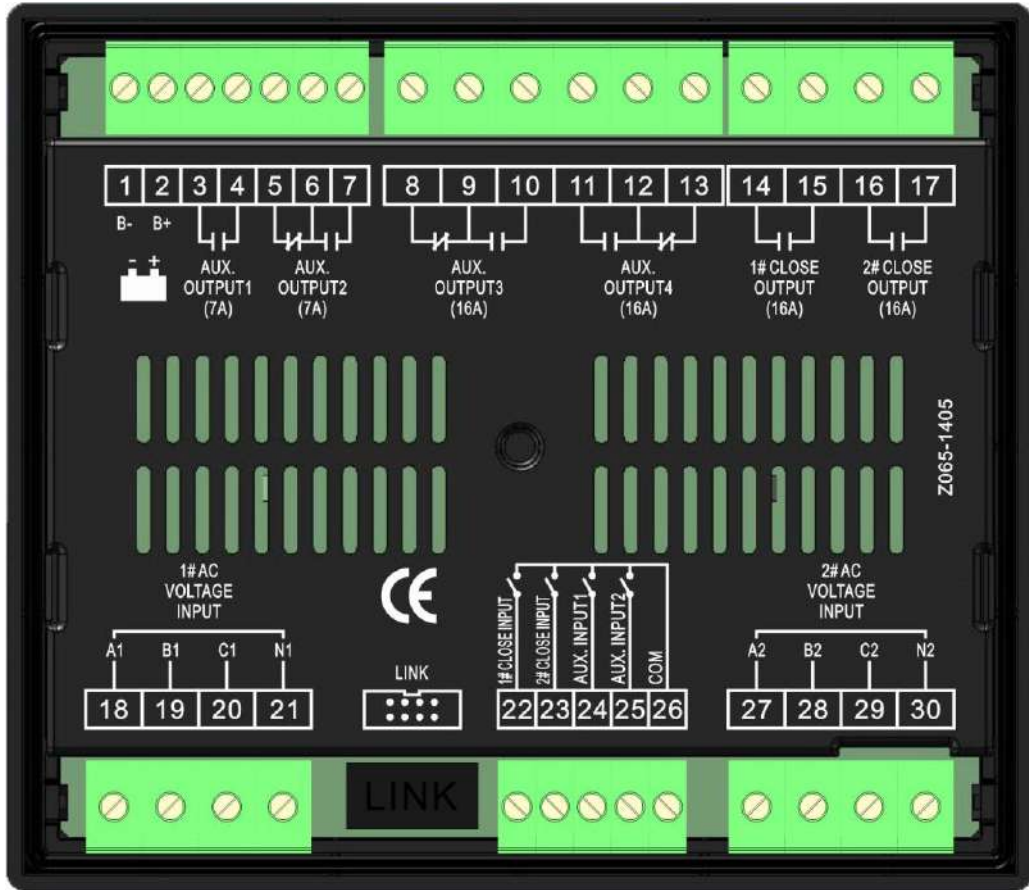 1 2 3 4 5 6 7
8 9 10 11 12 13
14 15 16 17
B- B+
- +
AUX.
OUTPUT1
(7A)
AUX.
OUTPUT2
(7A)
AUX.
OUTPUT3
(16A)
AUX.
OUTPUT4
(16A)
1# CLOSE
OUTPUT
(16A)
2# CLOSE
OUTPUT
(16A)
Z065-1405
1# AC
VOLTAGE
INPUT
A1 B1 C1 N1
18 19 20 21
CE
LINK
1# CLOSE INPUT
2# CLOSE INPUT
AUX. INPUT1
AUX. INPUT2
COM
22 23 24 25 26
2# AC
VOLTAGE
INPUT
A2 B2 C2 N2
27 28 29 30
LINK